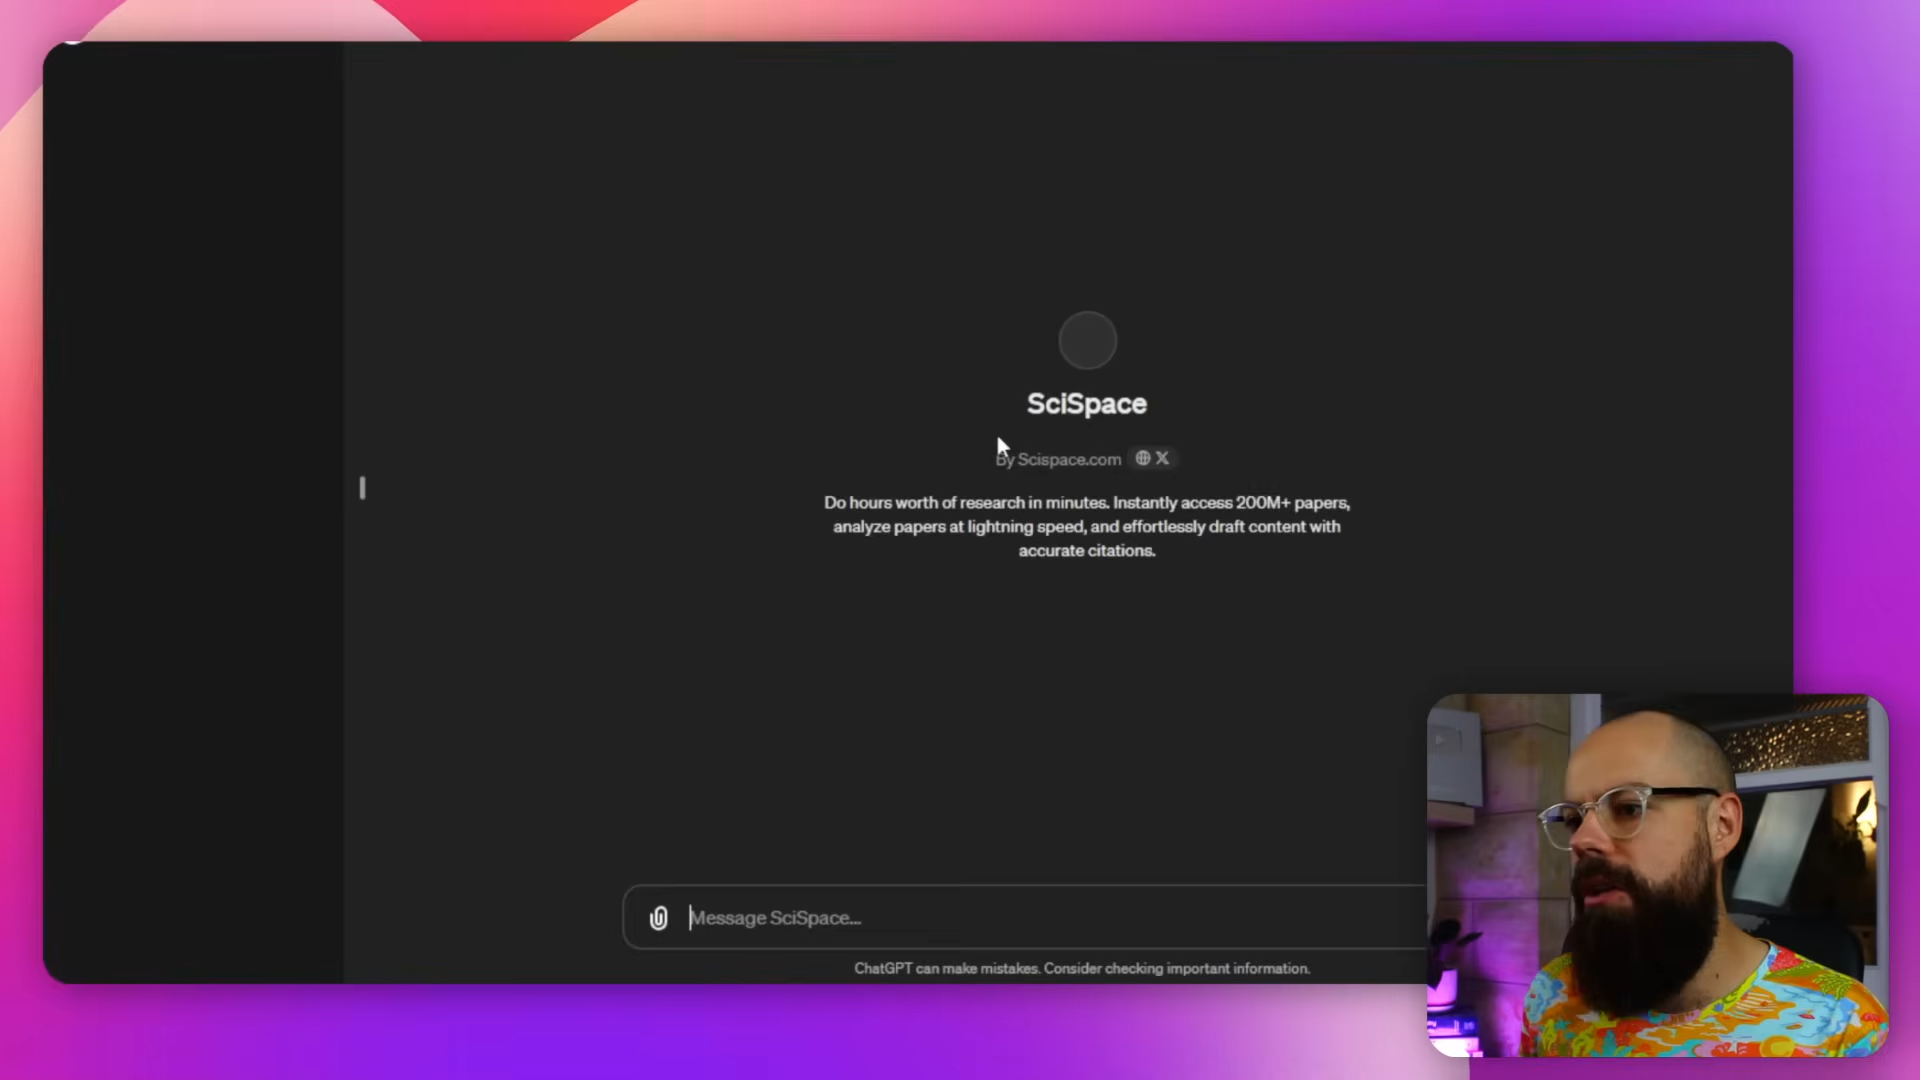 SciSpace
By Scispace.com
Do hours worth of research in minutes. Instantly access 200M+ papers,
analyze papers at lightning speed, and effortlessly draft content with
accurate citations.
Message SciSpace...
ChatGPT can make mistakes. Consider checking important information.